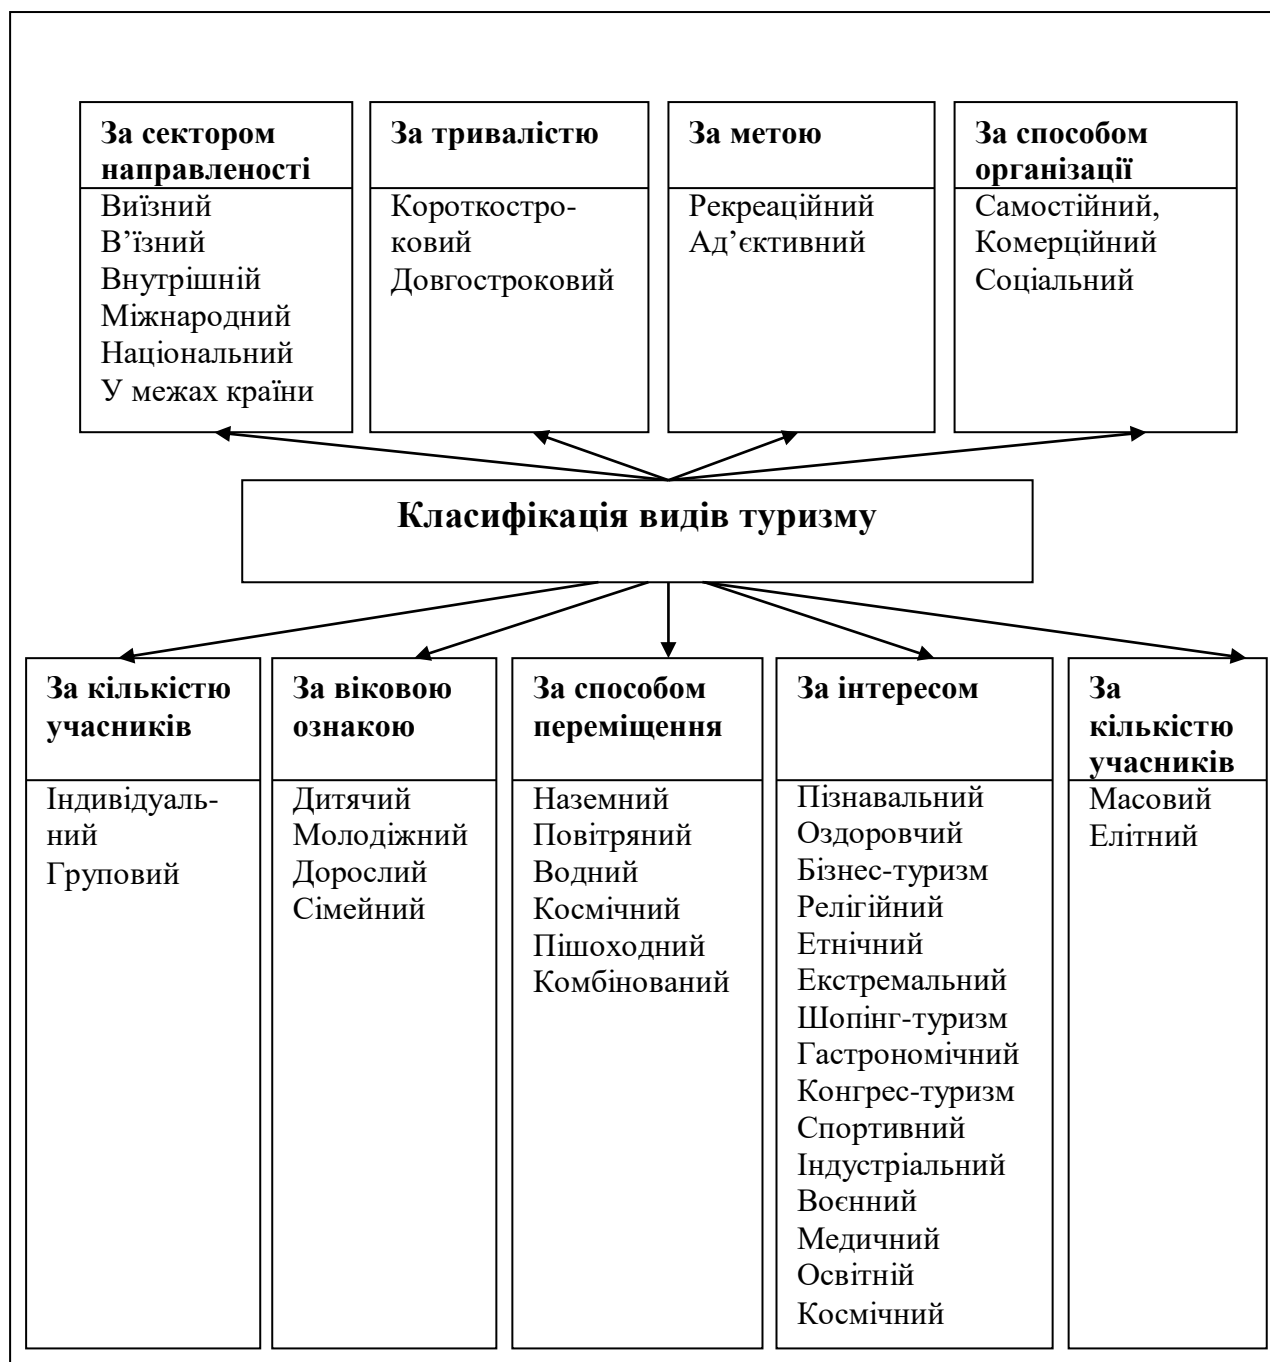 За сектором
направленості
Виїзний
В’їзний
Внутрішній
Міжнародний
Національний
У межах країни
За тривалістю
Короткостро-
ковий
Довгостроковий
За метою
Рекреаційний
Ад’єктивний
За способом
організації
Самостійний,
Комерційний
Соціальний
Класифікація видів туризму
За кількістю
учасників
Індивідуаль-
ний
Груповий
За віковою
ознакою
Дитячий
Молодіжний
Дорослий
Сімейний
За способом
переміщення
Наземний
Повітряний
Водний
Космічний
Пішоходний
Комбінований
За інтересом
Пізнавальний
Оздоровчий
Бізнес-туризм
Релігійний
Етнічний
Екстремальний
Шопінг-туризм
Гастрономічний
Конгрес-туризм
Спортивний
Індустріальний
Воєнний
Медичний
Освітній
Космічний
За
кількістю
учасників
Масовий
Елітний